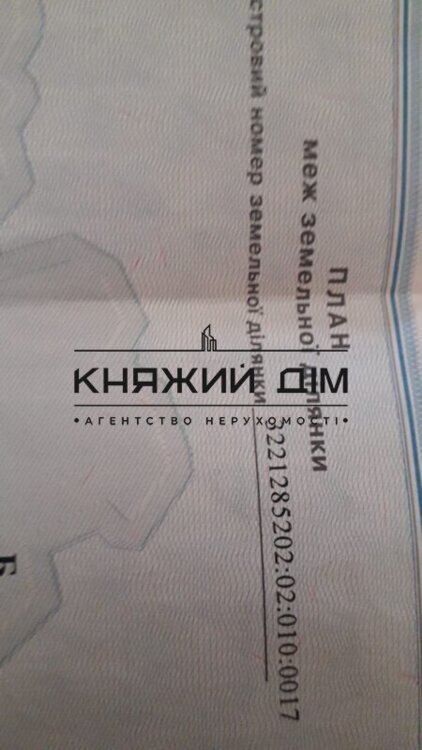 ПЛАН
меж земельної ділянки
стровий номер земельної ділянки 3221285202:02:010:0017
Б
КНЯЖИЙ ДІМ
•АГЕНТСТВО НЕРУХОМОСТІ•